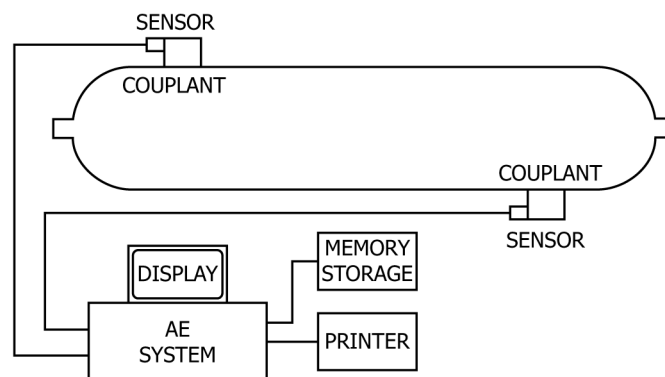 SENSOR
COUPLANT
COUPLANT
SENSOR
DISPLAY
MEMORY
STORAGE
AE
SYSTEM
PRINTER